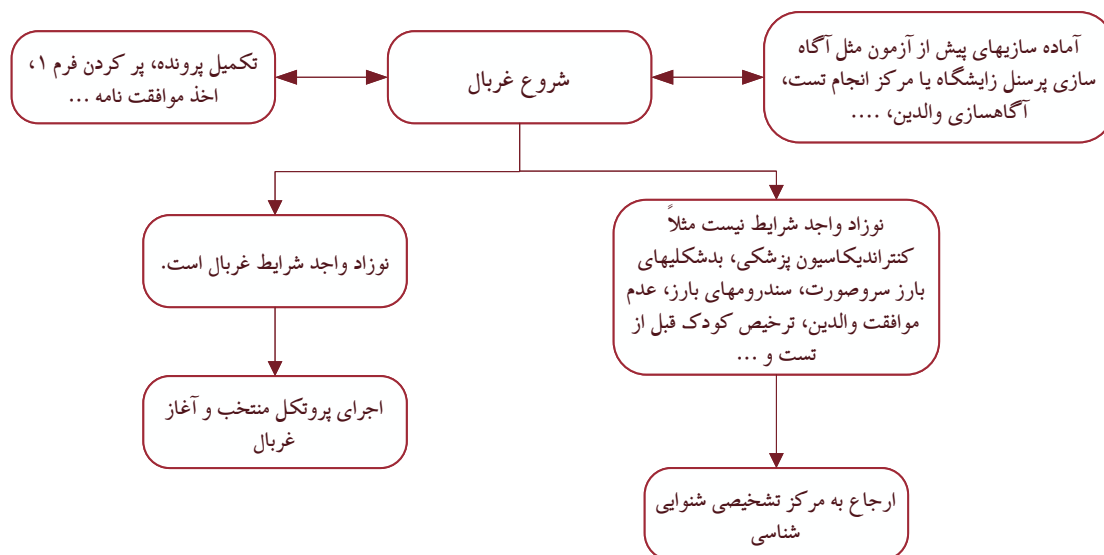 آماده سازیهای پیش از آزمون مثل آگاه
سازی پرسنل زایشگاه یا مرکز انجام تست،
آگاهسازی والدین، ....
شروع غربال
تکمیل پرونده، پر کردن فرم ۱،
اخذ موافقت نامه ...
نوزاد واجد شرایط نیست مثلاً
کنتراندیکاسیون پزشکی، بدشکلیهای
بارز سروصورت، سندرومهای بارز، عدم
موافقت والدین، ترخیص کودک قبل از
تست و ...
نوزاد واجد شرایط غربال است.
اجرای پروتکل منتخب و آغاز
غربال
ارجاع به مرکز تشخیصی شنوایی
شناسی